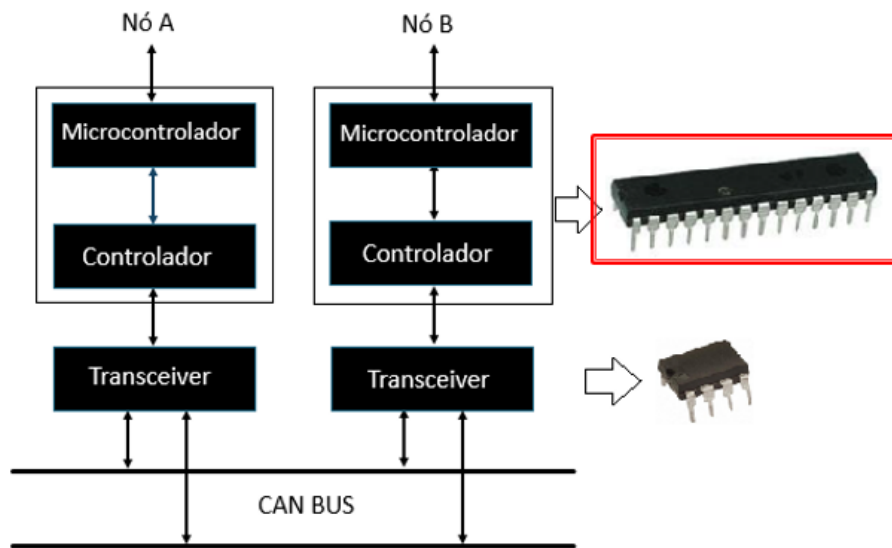 Nó A
Nó B
Microcontrolador
Microcontrolador
Controlador
Controlador
Transceiver
Transceiver
CAN BUS